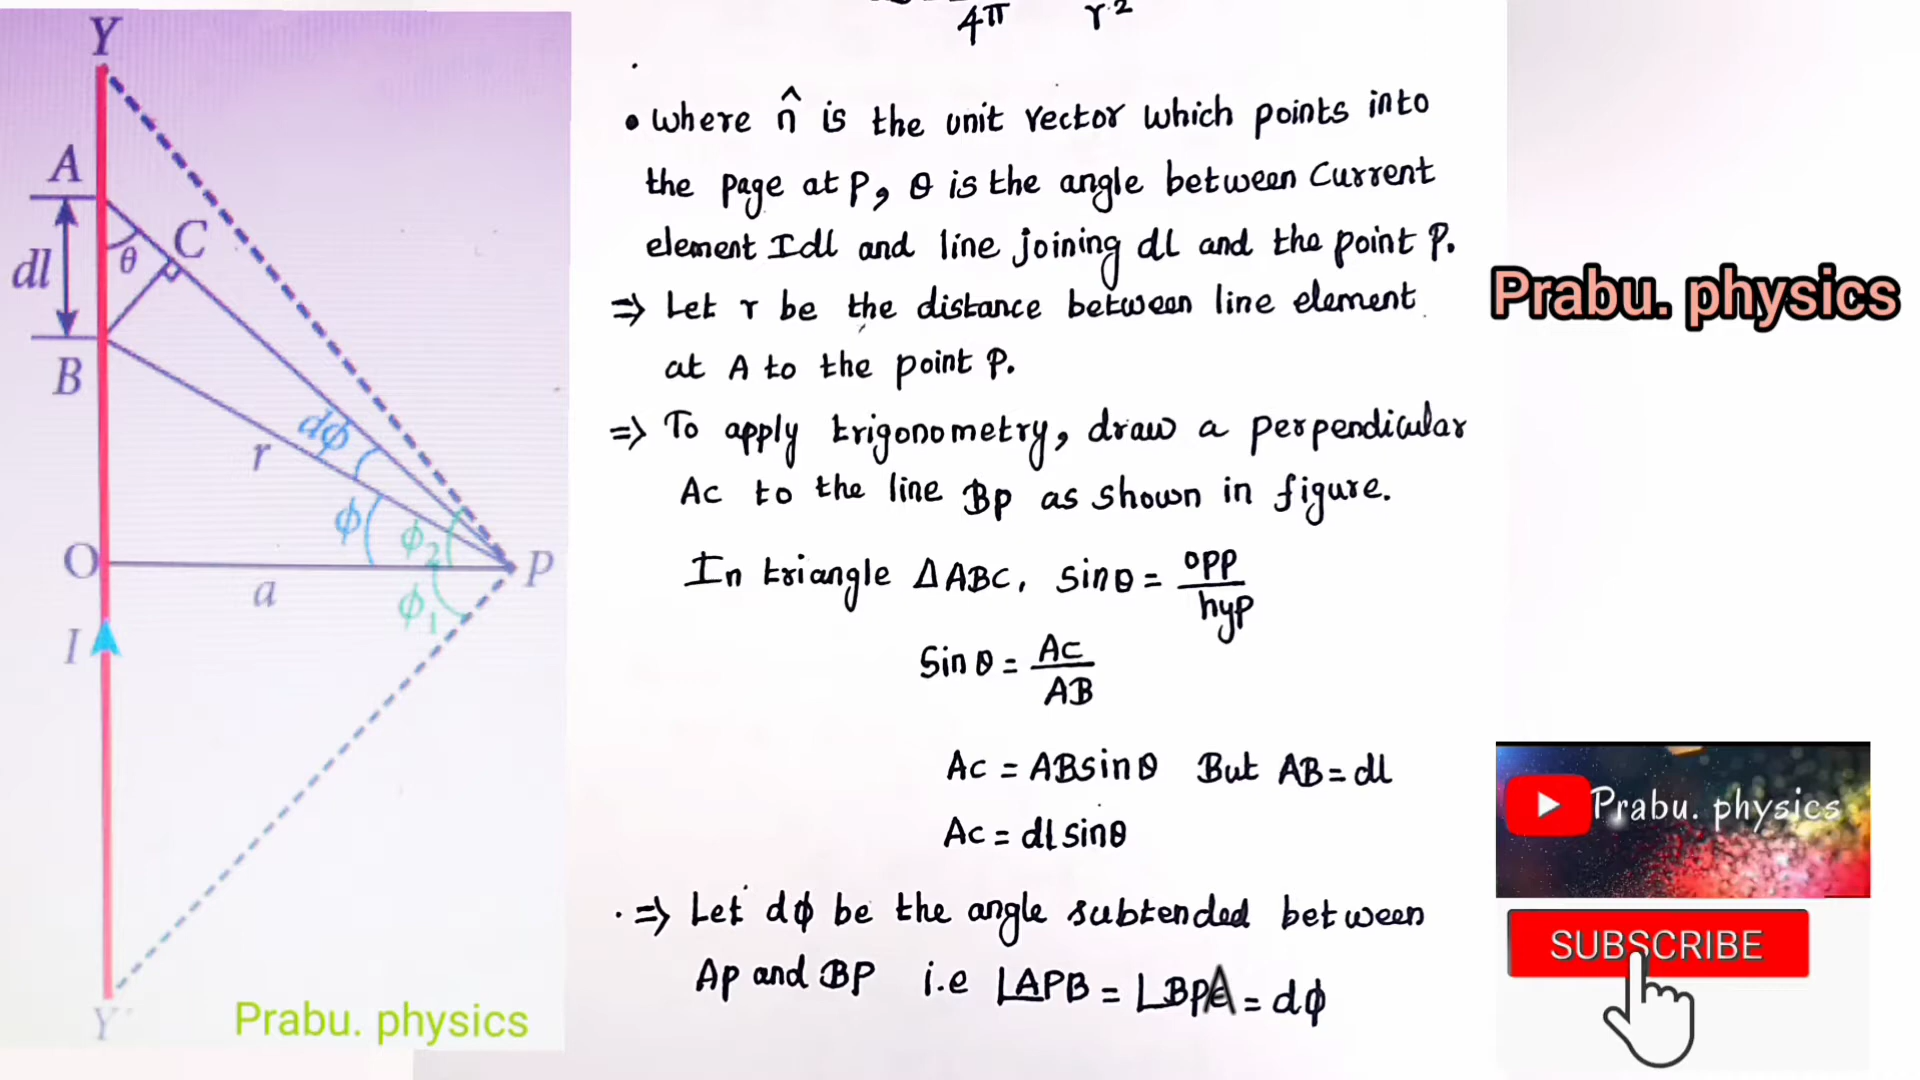 Y
A
C
θ
dl
B
dϕ
r
ϕ
ϕ2
O
P
a
ϕ1
I
Y'
Prabu. physics
4π r²
• where n̂ is the unit vector which points into
the page at P, θ is the angle between Current
element Idl and line joining dl and the point P.
⇒ Let r be the distance between line element
at A to the point P.
⇒ To apply trigonometry, draw a perpendicular
AC to the line BP as shown in figure.
In triangle ΔABC, Sinθ = opp/hyp
Sinθ = AC/AB
AC = ABsinθ But AB = dl
AC = dlsinθ
⇒ Let dϕ be the angle subtended between
AP and BP i.e ∟APB = ∟BPA = dϕ
Prabu. physics
Prabu. physics
SUBSCRIBE